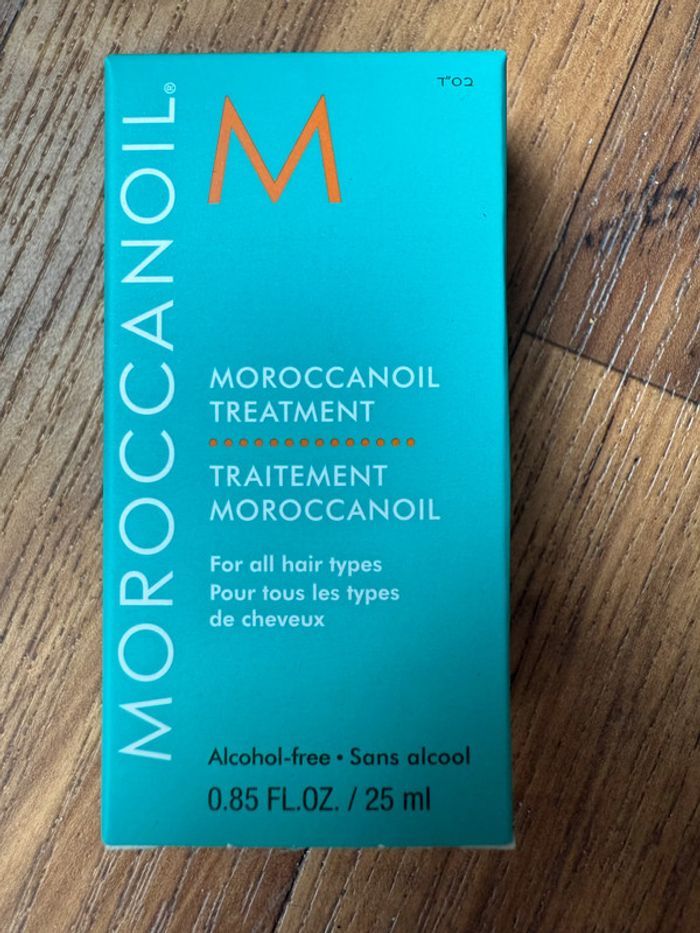 בס"ד
M
MOROCCANOIL®
MOROCCANOIL
TREATMENT
TRAITEMENT
MOROCCANOIL
For all hair types
Pour tous les types
de cheveux
Alcohol-free • Sans alcool
0.85 FL.OZ. / 25 ml